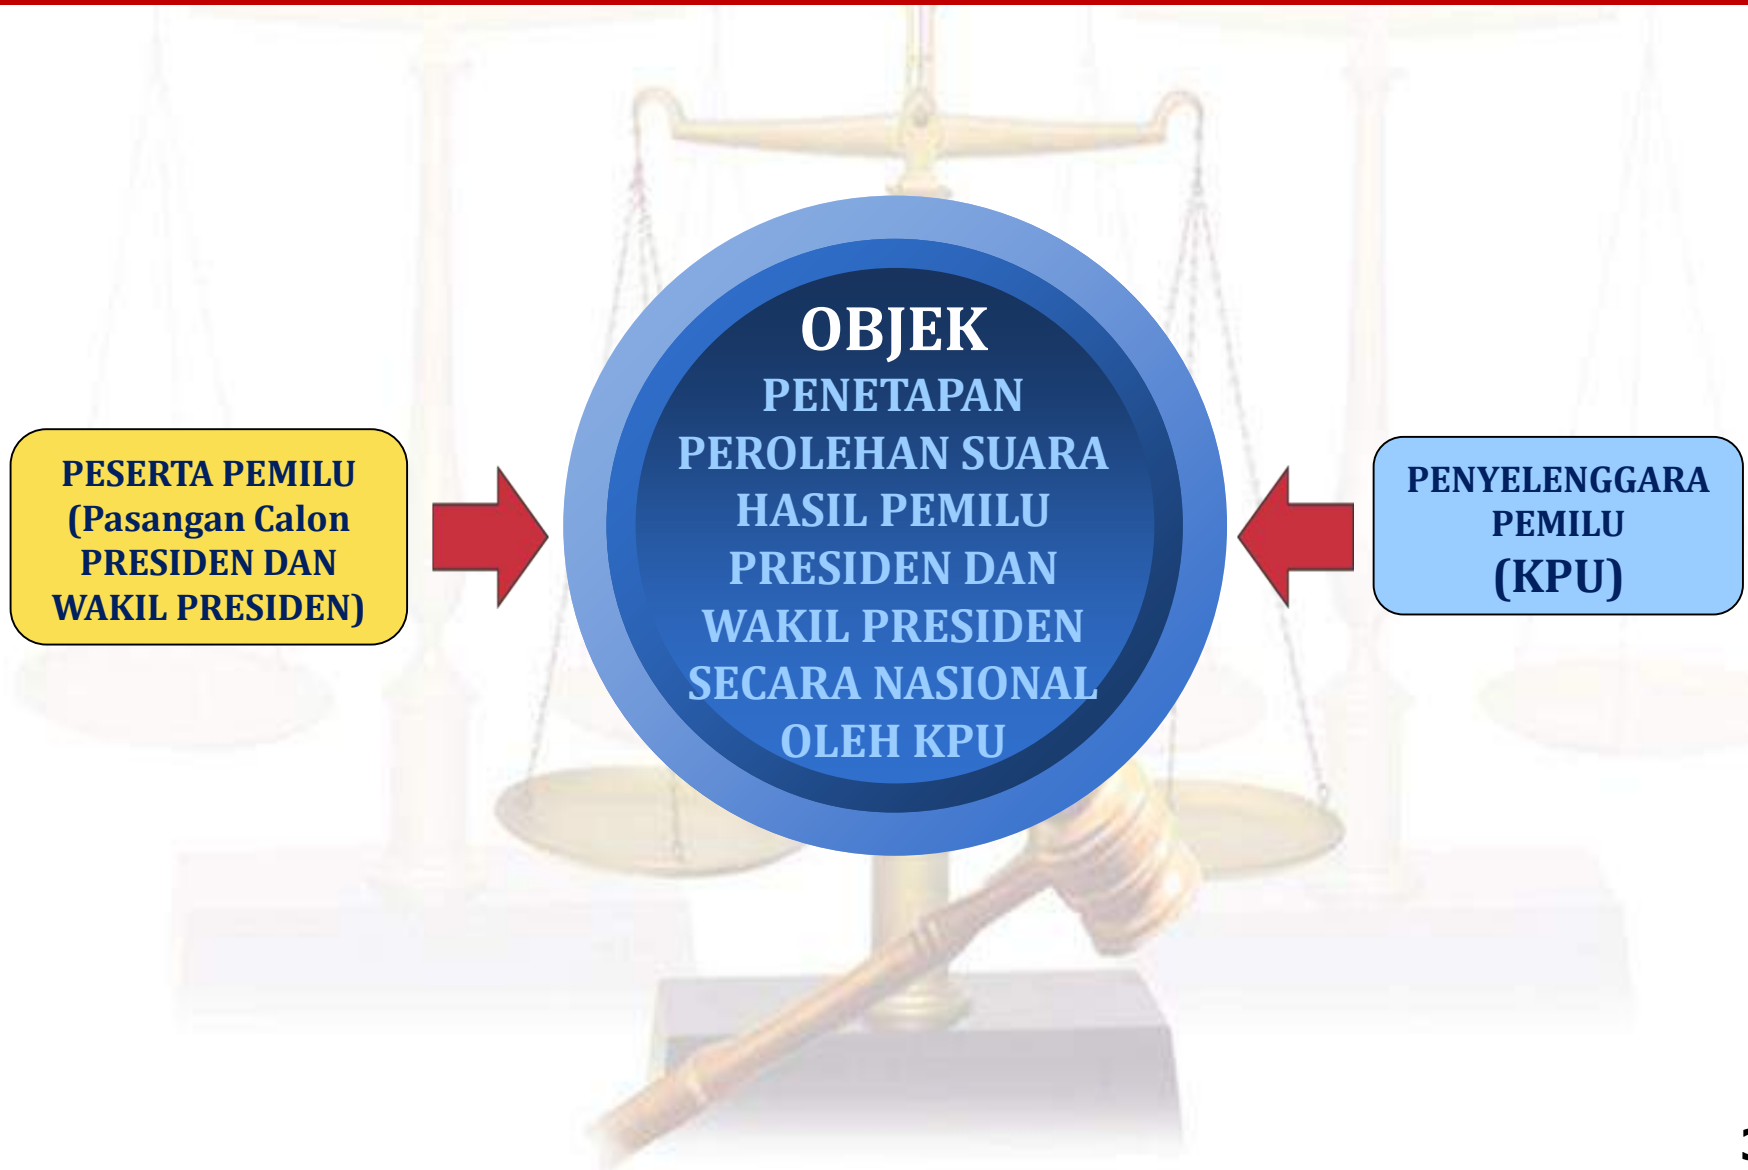 OBJEK
PENETAPAN
PEROLEHAN SUARA
HASIL PEMILU
PRESIDEN DAN
WAKIL PRESIDEN
SECARA NASIONAL
OLEH KPU
PESERTA PEMILU
(Pasangan Calon
PRESIDEN DAN
WAKIL PRESIDEN)
PENYELENGGARA
PEMILU
(KPU)